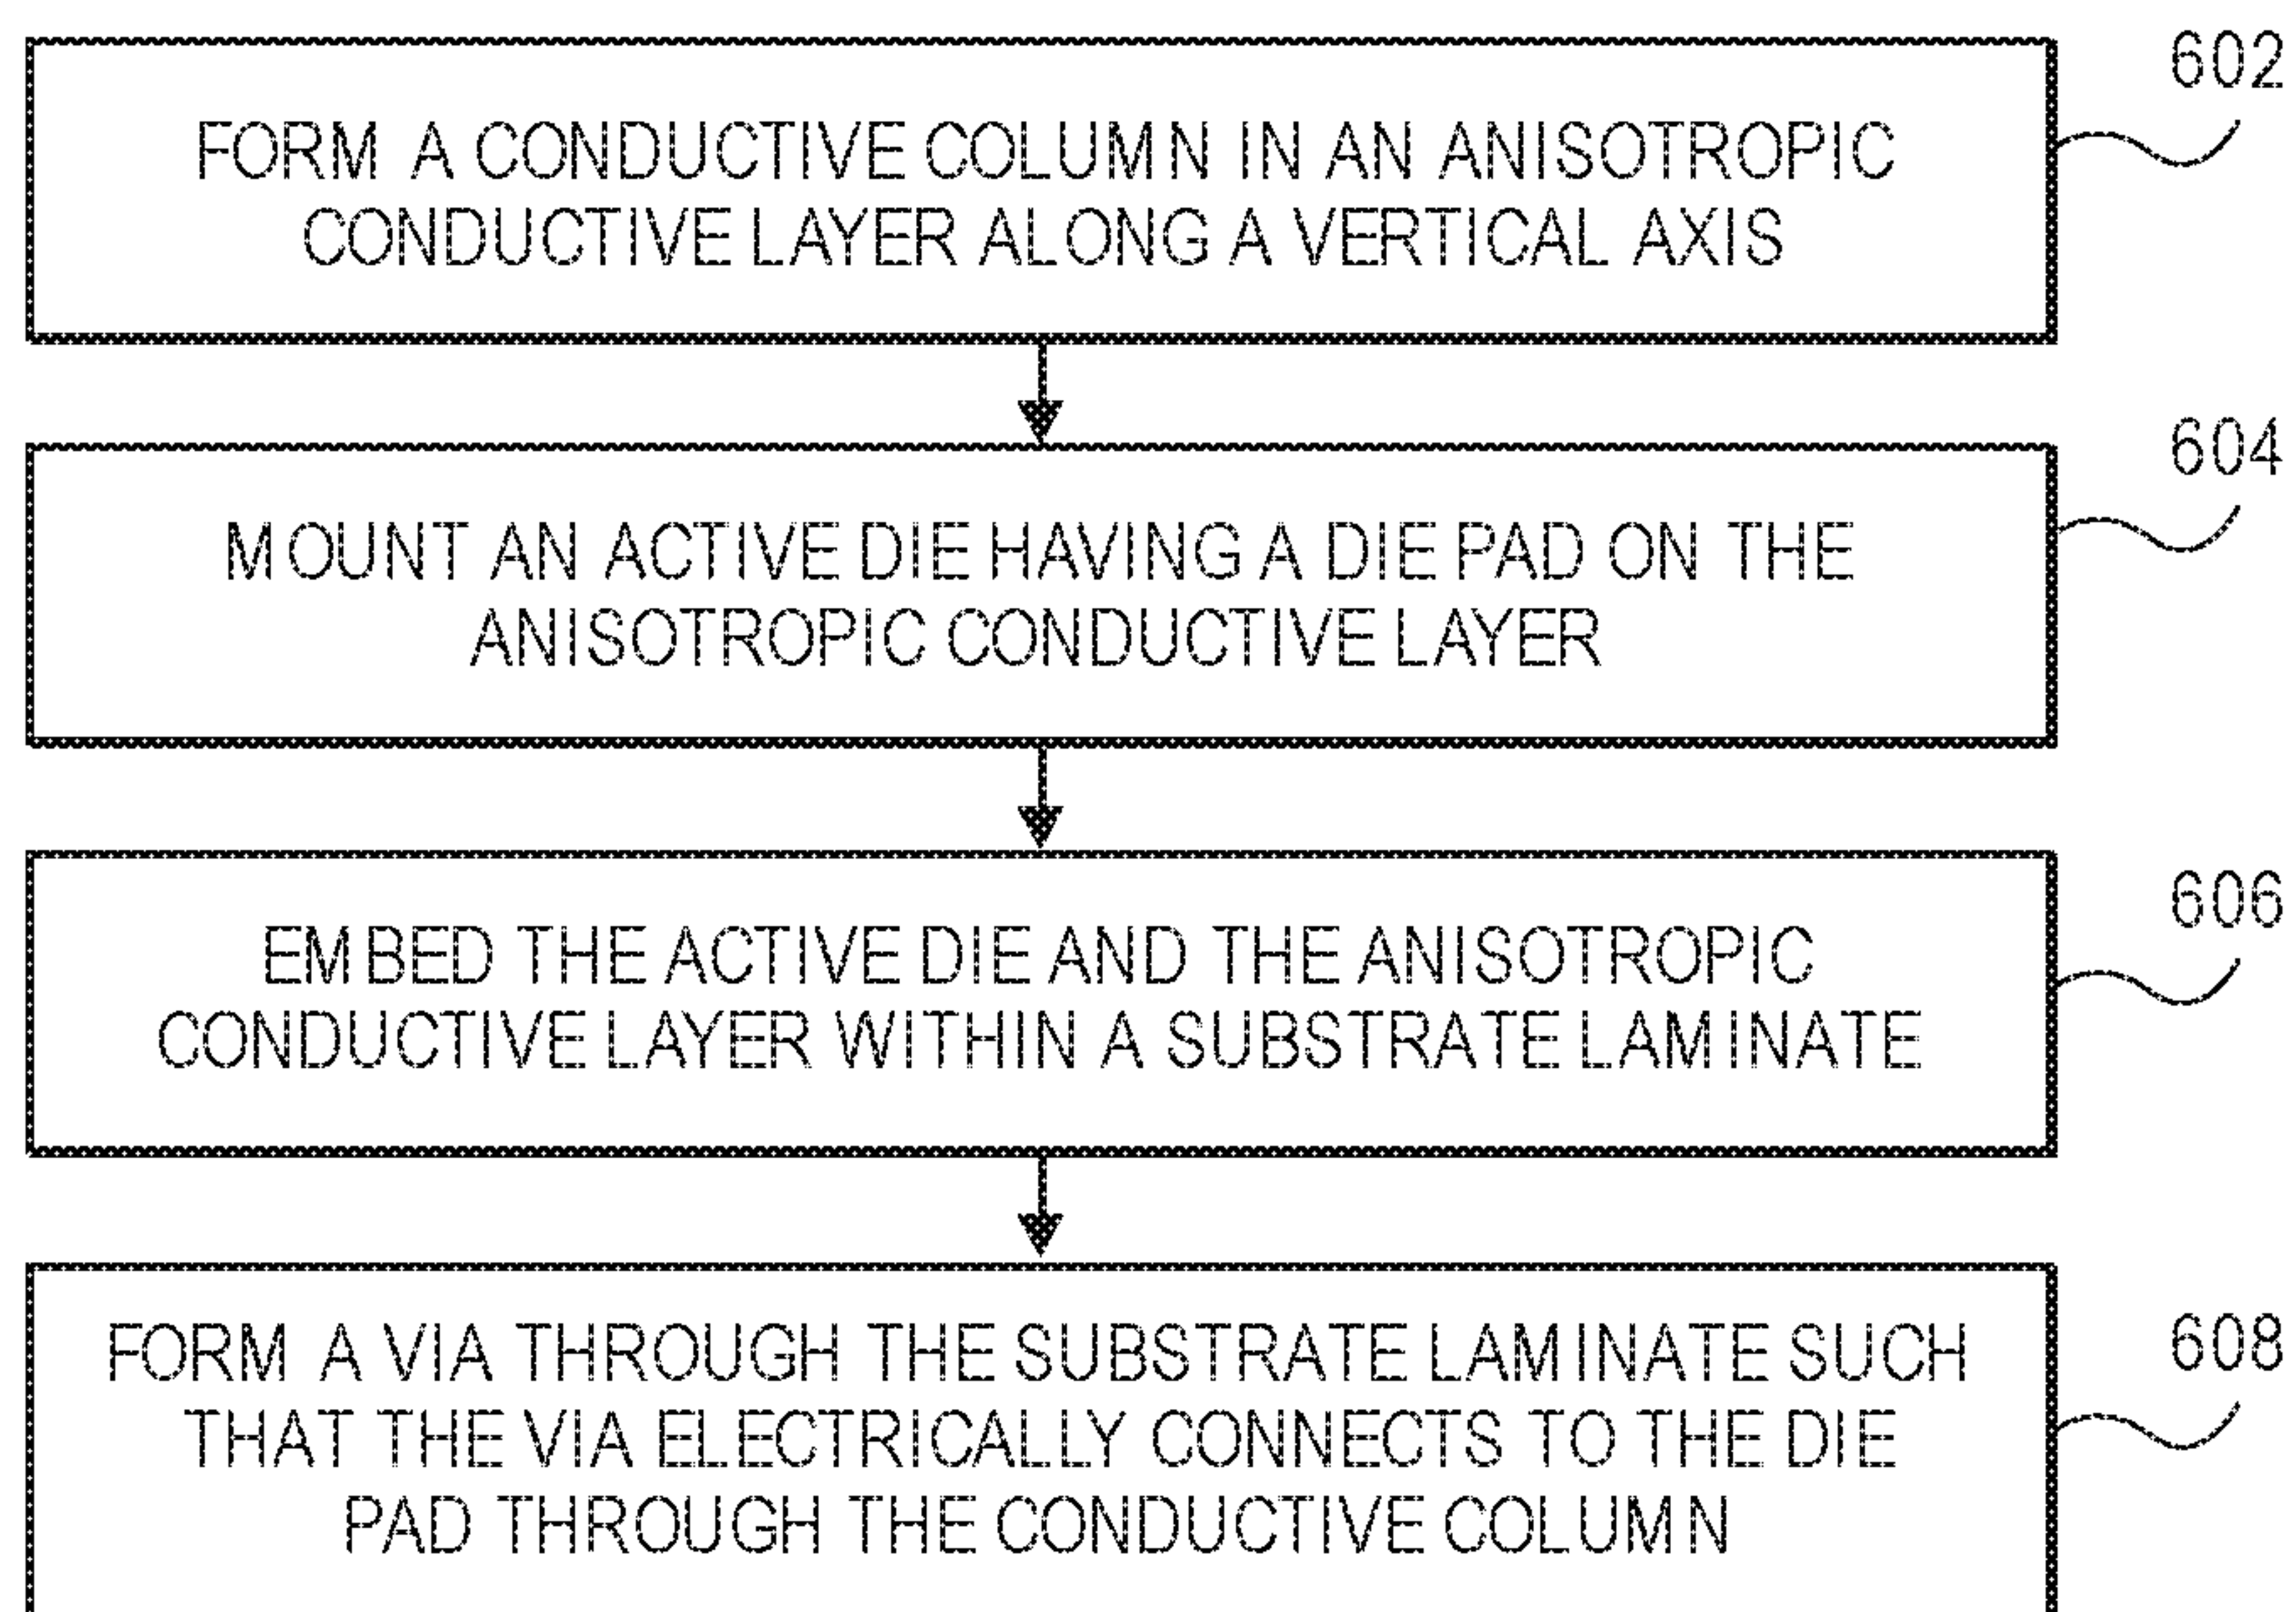 602
FORM A CONDUCTIVE COLUMN IN AN ANISOTROPIC
CONDUCTIVE LAYER ALONG A VERTICAL AXIS
604
MOUNT AN ACTIVE DIE HAVING A DIE PAD ON THE
ANISOTROPIC CONDUCTIVE LAYER
606
EMBED THE ACTIVE DIE AND THE ANISOTROPIC
CONDUCTIVE LAYER WITHIN A SUBSTRATE LAMINATE
608
FORM A VIA THROUGH THE SUBSTRATE LAMINATE SUCH
THAT THE VIA ELECTRICALLY CONNECTS TO THE DIE
PAD THROUGH THE CONDUCTIVE COLUMN